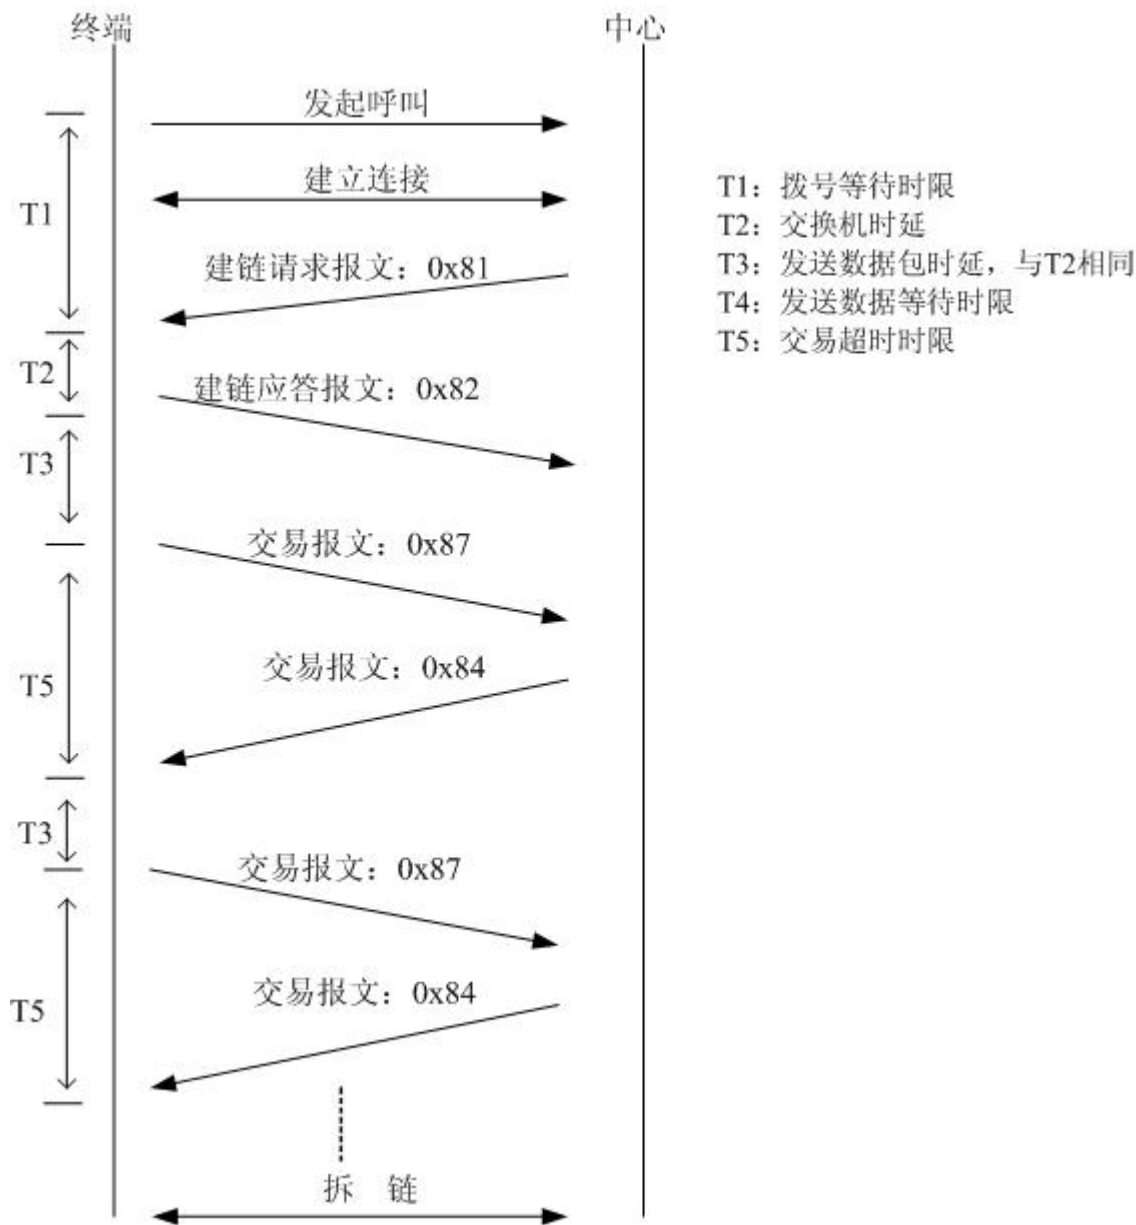 终端
中心
发起呼叫
建立连接
T1
建链请求报文：0x81
T1：拨号等待时限
T2：交换机时延
T3：发送数据包时延，与T2相同
T4：发送数据等待时限
T5：交易超时时限
T2
建链应答报文：0x82
T3
交易报文：0x87
交易报文：0x84
T5
T3
交易报文：0x87
交易报文：0x84
T5
拆 链